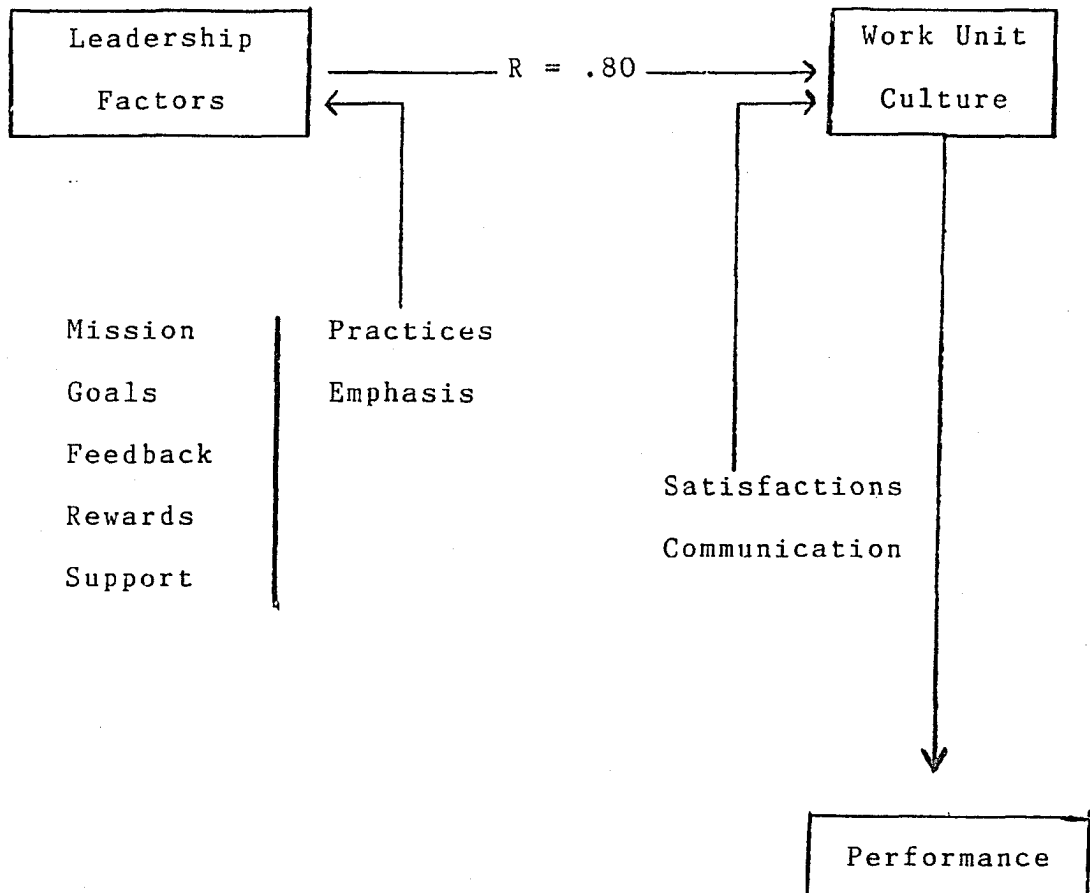 Leadership
Factors
R = .80
Work Unit
Culture
Mission
Goals
Feedback
Rewards
Support
Practices
Emphasis
Satisfactions
Communication
Performance